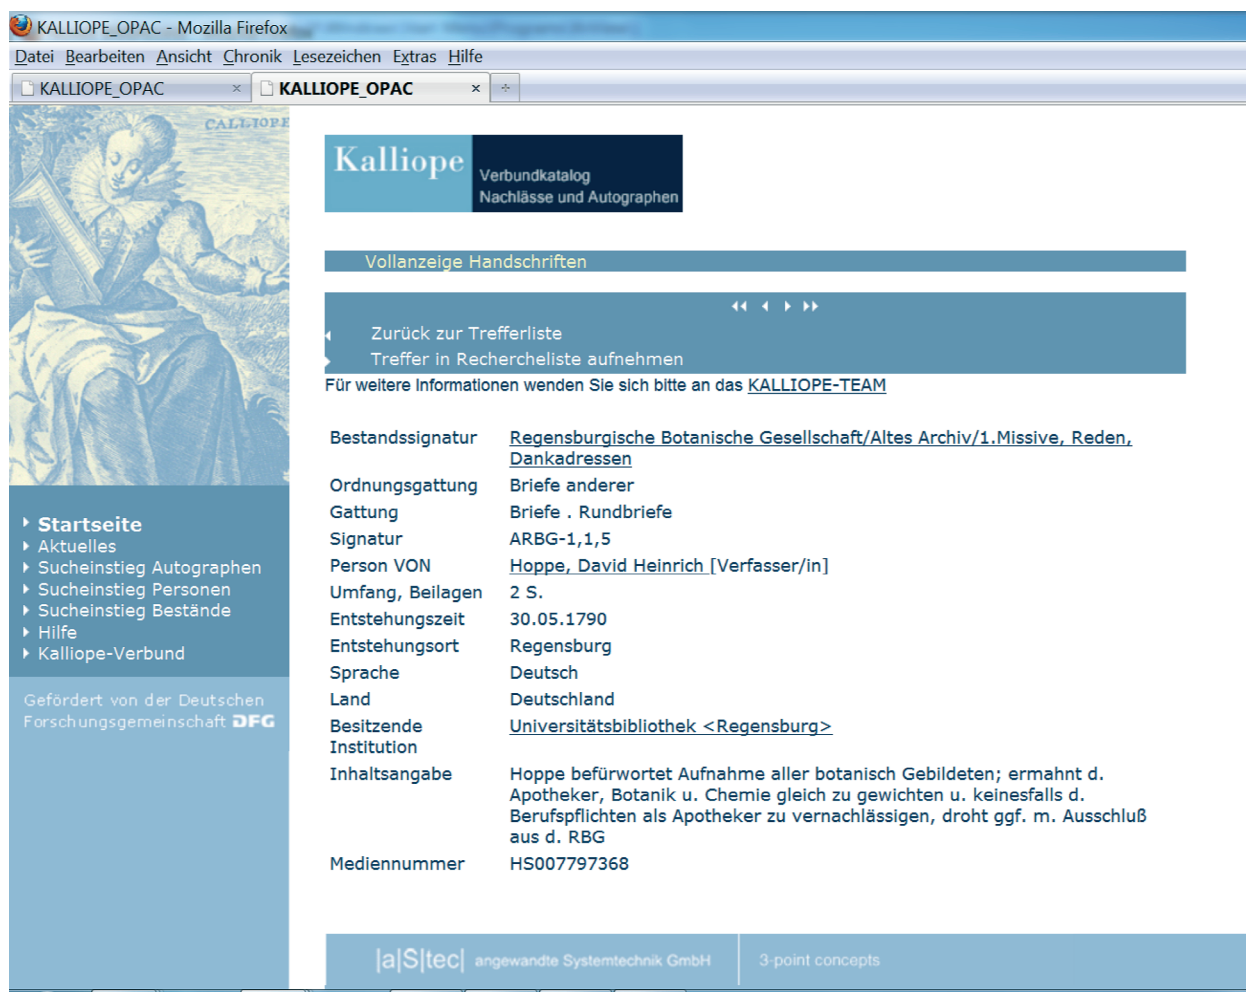 KALLIOPE_OPAC - Mozilla Firefox
Datei Bearbeiten Ansicht Chronik Lesezeichen Extras Hilfe
KALLIOPE_OPAC × KALLIOPE_OPAC ×
CALLIOPE
Kalliope
Verbundkatalog
Nachlässe und Autographen
Vollanzeige Handschriften
Zurück zur Trefferliste
Treffer in Rechercheliste aufnehmen
Für weitere Informationen wenden Sie sich bitte an das KALLIOPE-TEAM
Bestandssignatur Regensburgische Botanische Gesellschaft/Altes Archiv/1.Missive, Reden,
Dankadressen
Ordnungsgattung Briefe anderer
Gattung Briefe . Rundbriefe
Signatur ARBG-1,1,5
Person VON Hoppe, David Heinrich [Verfasser/in]
Umfang, Beilagen 2 S.
Entstehungszeit 30.05.1790
Entstehungsort Regensburg
Sprache Deutsch
Land Deutschland
Besitzende Universitätsbibliothek <Regensburg>
Institution
Inhaltsangabe Hoppe befürwortet Aufnahme aller botanisch Gebildeten; ermahnt d.
Apotheker, Botanik u. Chemie gleich zu gewichten u. keinesfalls d.
Berufspflichten als Apotheker zu vernachlässigen, droht ggf. m. Ausschluß
aus d. RBG
Mediennummer HS007797368
Startseite
Aktuelles
Sucheinstieg Autographen
Sucheinstieg Personen
Sucheinstieg Bestände
Hilfe
Kalliope-Verbund
Gefördert von der Deutschen
Forschungsgemeinschaft DFG
|a|S|tec| angewandte Systemtechnik GmbH 3-point concepts